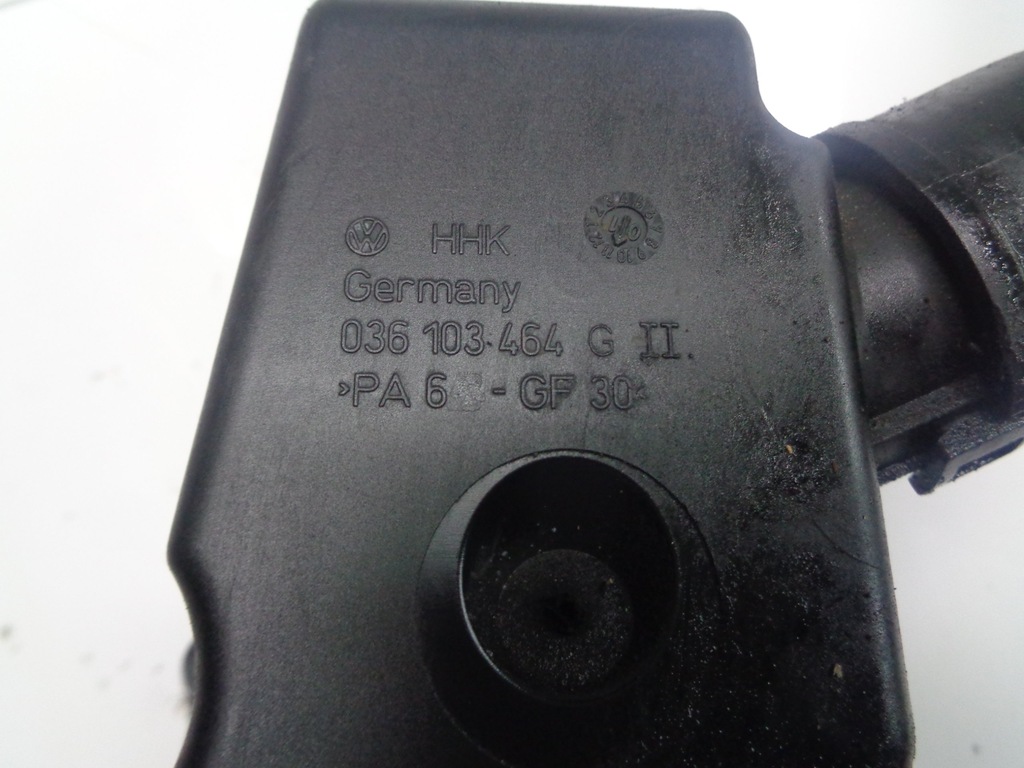 HHK
Germany
036 103 464 G II
>PA 6 - GF 30<